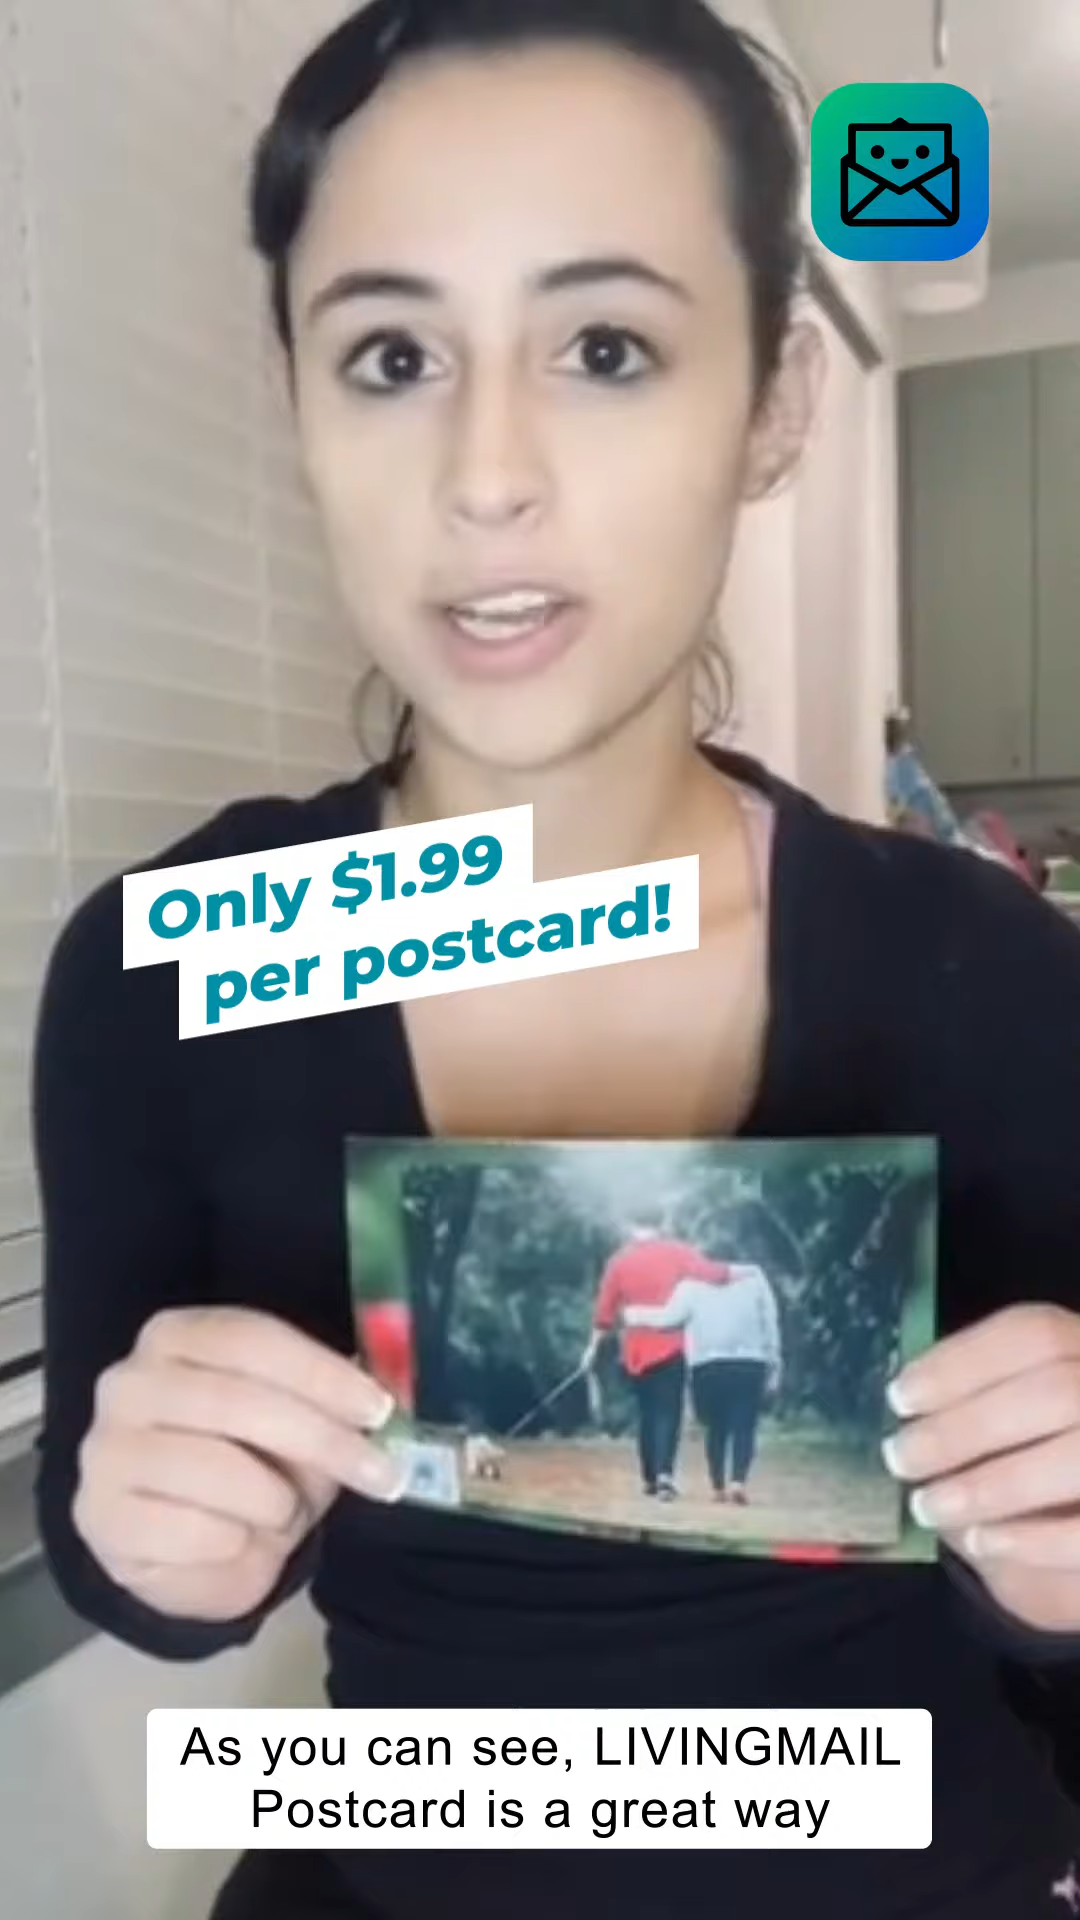 Only $1.99
per postcard!
As you can see, LIVINGMAIL
Postcard is a great way